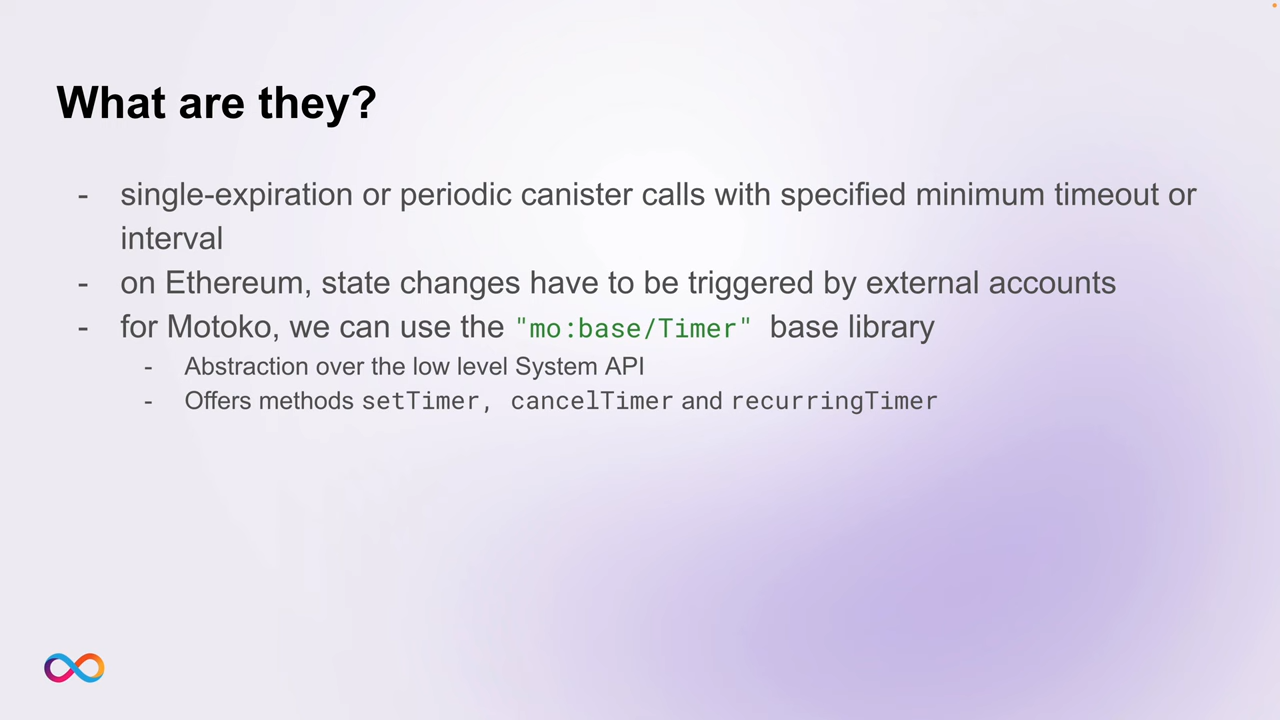 What are they?
- single-expiration or periodic canister calls with specified minimum timeout or
interval
- on Ethereum, state changes have to be triggered by external accounts
- for Motoko, we can use the "mo:base/Timer" base library
- Abstraction over the low level System API
- Offers methods setTimer, cancelTimer and recurringTimer